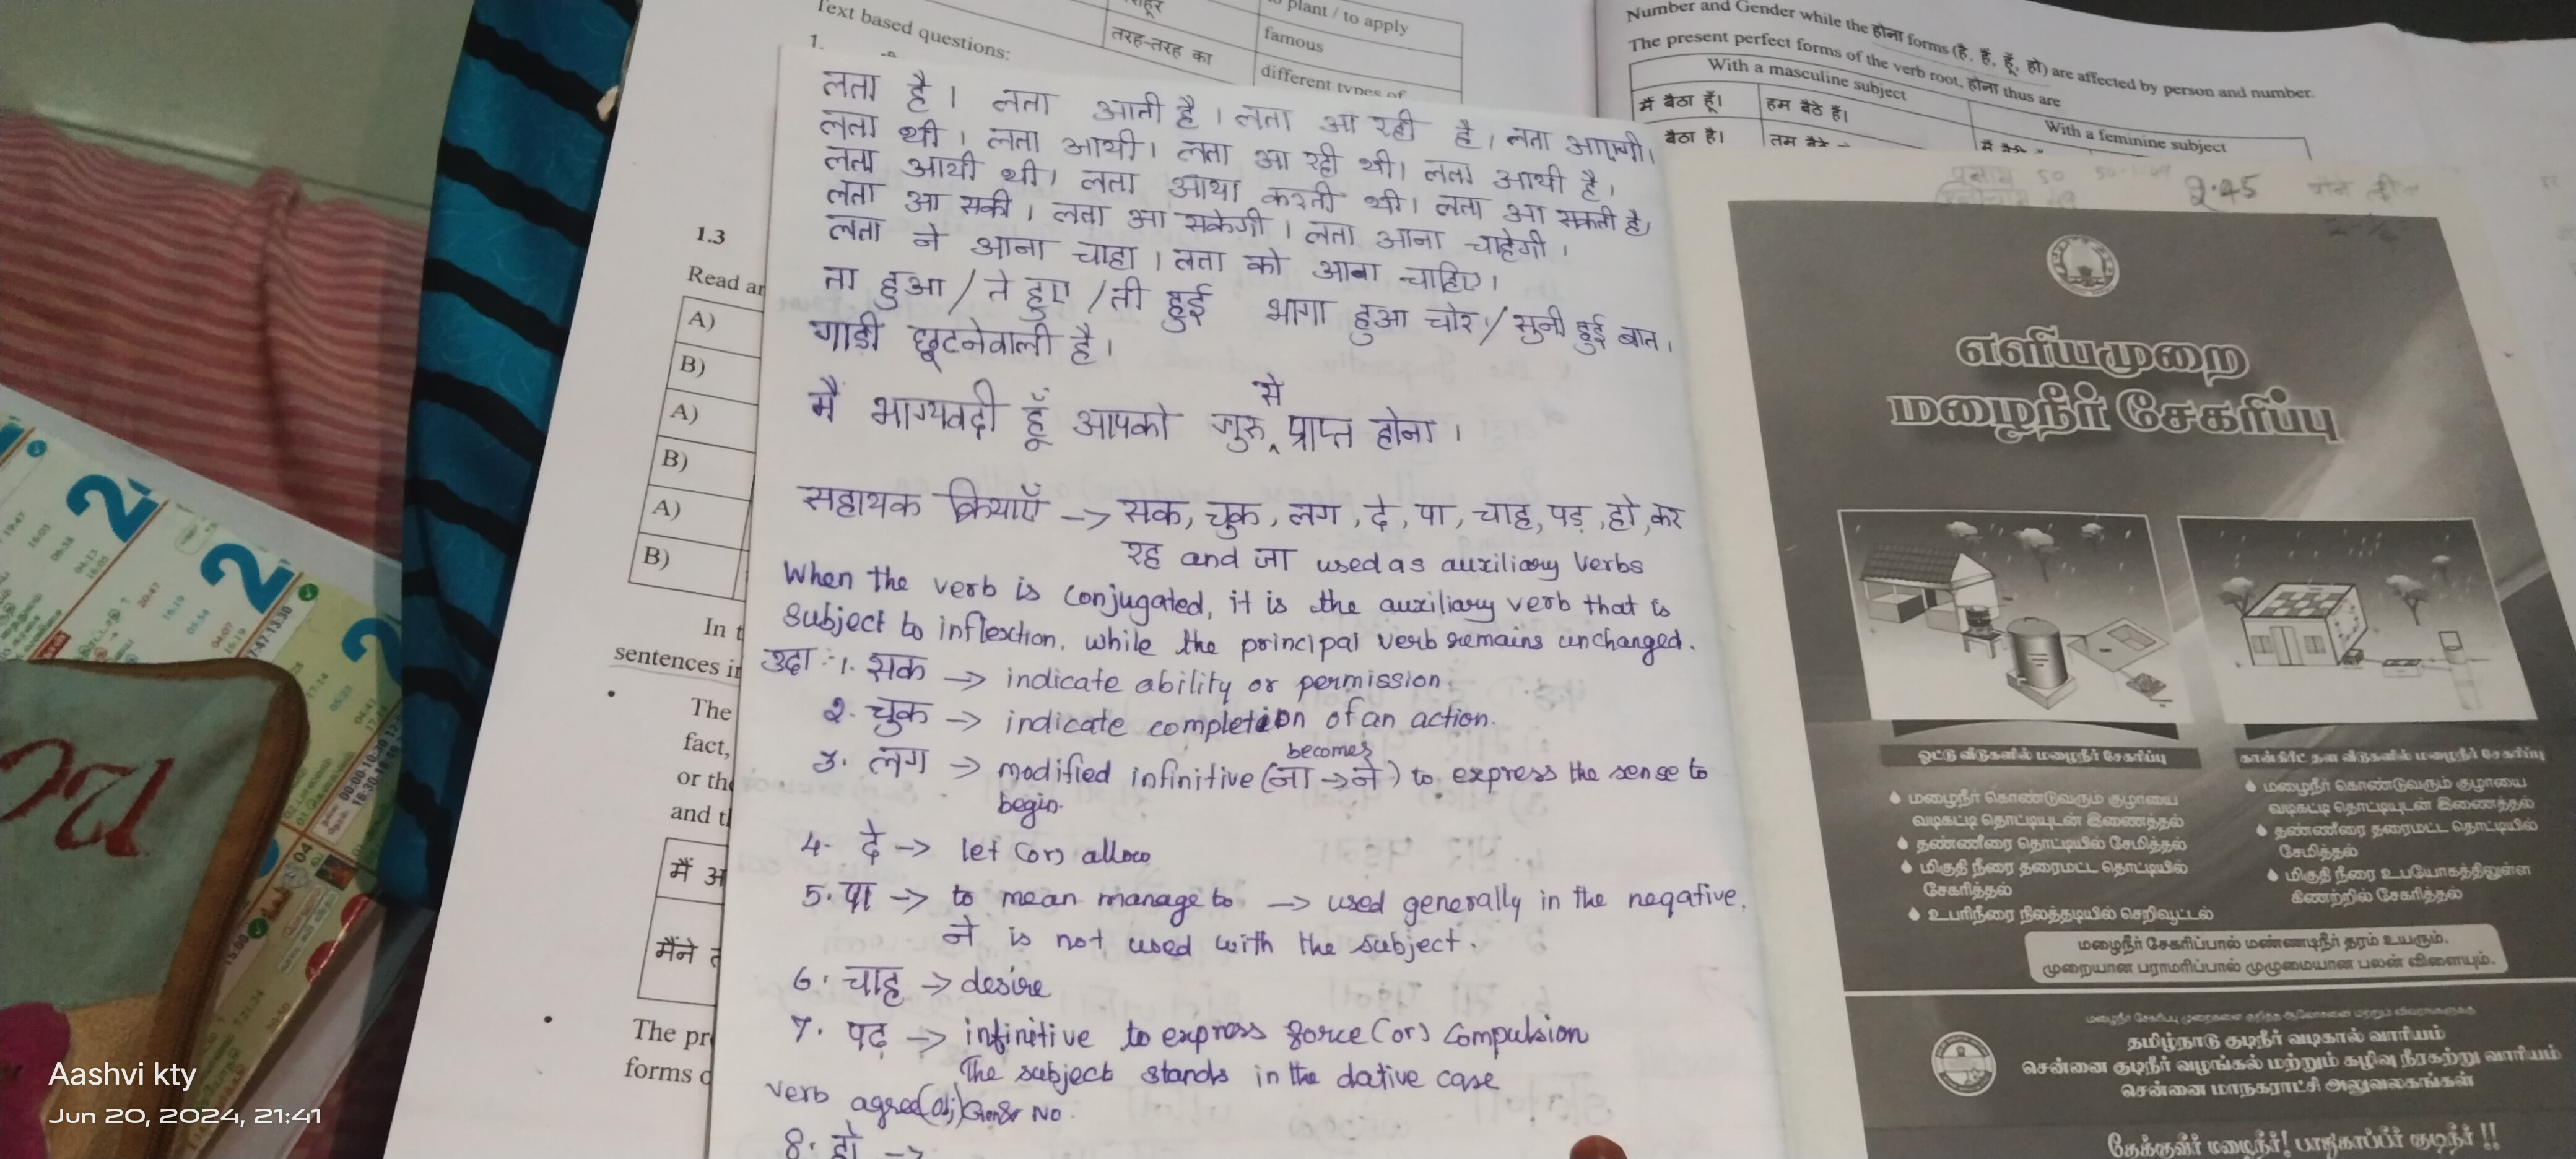 Text based questions:
1.
तरह-तरह का
plant / to apply
famous
different types of
Number and Gender while the होना forms (है, हैं, हूँ, हो) are affected by person and number.
The present perfect forms of the verb root, होना thus are
With a masculine subject
With a feminine subject
मैं बैठा हूँ।
हम बैठे हैं।
बैठा है।
लता है। लता आती है। लता आ रही है। लता आएगी।
लता थी। लता आयी। लता आ रही थी। लता आयी है।
लता आयी थी। लता आया करती थी। लता आ सकती है।
लता आ सकी। लता आ सकेगी। लता आना चाहेगी।
लता ने आना चाहा। लता को आना चाहिए।
ता हुआ / ते हुए / ती हुई भागा हुआ चोर / सुनी हुई बात।
गाडी छूटनेवाली है।
मैं भाग्यवदी हूँ आपको गुरु से प्राप्त होना।
सहायक क्रियाएँ → सक, चुक, लग, दे, पा, चाह, पड़, हो, कर
रह and जा used as auxiliary verbs
When the verb is conjugated, it is the auxiliary verb that is
subject to inflextion, while the principal verb remains unchanged.
उदा :- 1. सक → indicate ability or permission.
2. चुक → indicate completion of an action.
3. लग → modified infinitive (ना → ने) becomes to express the sense to
begin.
4. दे → let (or) allow
5. पा → to mean manage to → used generally in the negative.
ने is not used with the subject.
6. चाह → desire
7. पढ़ → infinitive to express force (or) compulsion
The subject stands in the dative case
verb agree(obj) Gen&r No.
8. हो →
1.3
Read ar
A)
B)
A)
B)
A)
B)
In t
sentences in
The
fact,
or the
and tl
मैं अ
मैंने
The pr
forms o
2.45
எளியமுறை
மழைநீர் சேகரிப்பு
ஓட்டு வீடுகளில் மழைநீர் சேகரிப்பு
மழைநீர் கொண்டுவரும் குழாயை
வடிகட்டி தொட்டியுடன் இணைத்தல்
தண்ணீரை தொட்டியில் சேமித்தல்
மிகுதி நீரை தரைமட்ட தொட்டியில்
சேகரித்தல்
உபரிநீரை நிலத்தடியில் செறிவூட்டல்
கான்கிரீட் தள வீடுகளில் மழைநீர் சேகரிப்பு
மழைநீர் கொண்டுவரும் குழாயை
வடிகட்டி தொட்டியுடன் இணைத்தல்
தண்ணீரை தரைமட்ட தொட்டியில்
சேமித்தல்
மிகுதி நீரை உபயோகத்திலுள்ள
கிணற்றில் சேகரித்தல்
மழைநீர் சேகரிப்பால் மண்ணடிநீர் தரம் உயரும்.
முறையான பராமரிப்பால் முழுமையான பலன் விளையும்.
தமிழ்நாடு குடிநீர் வடிகால் வாரியம்
சென்னை குடிநீர் வழங்கல் மற்றும் கழிவு நீரகற்று வாரியம்
சென்னை மாநகராட்சி அலுவலகங்கள்
சேகரிப்பீர் மழைநீர்! பாதுகாப்பீர் குடிநீர் !!
Aashvi kty
Jun 20, 2024, 21:41